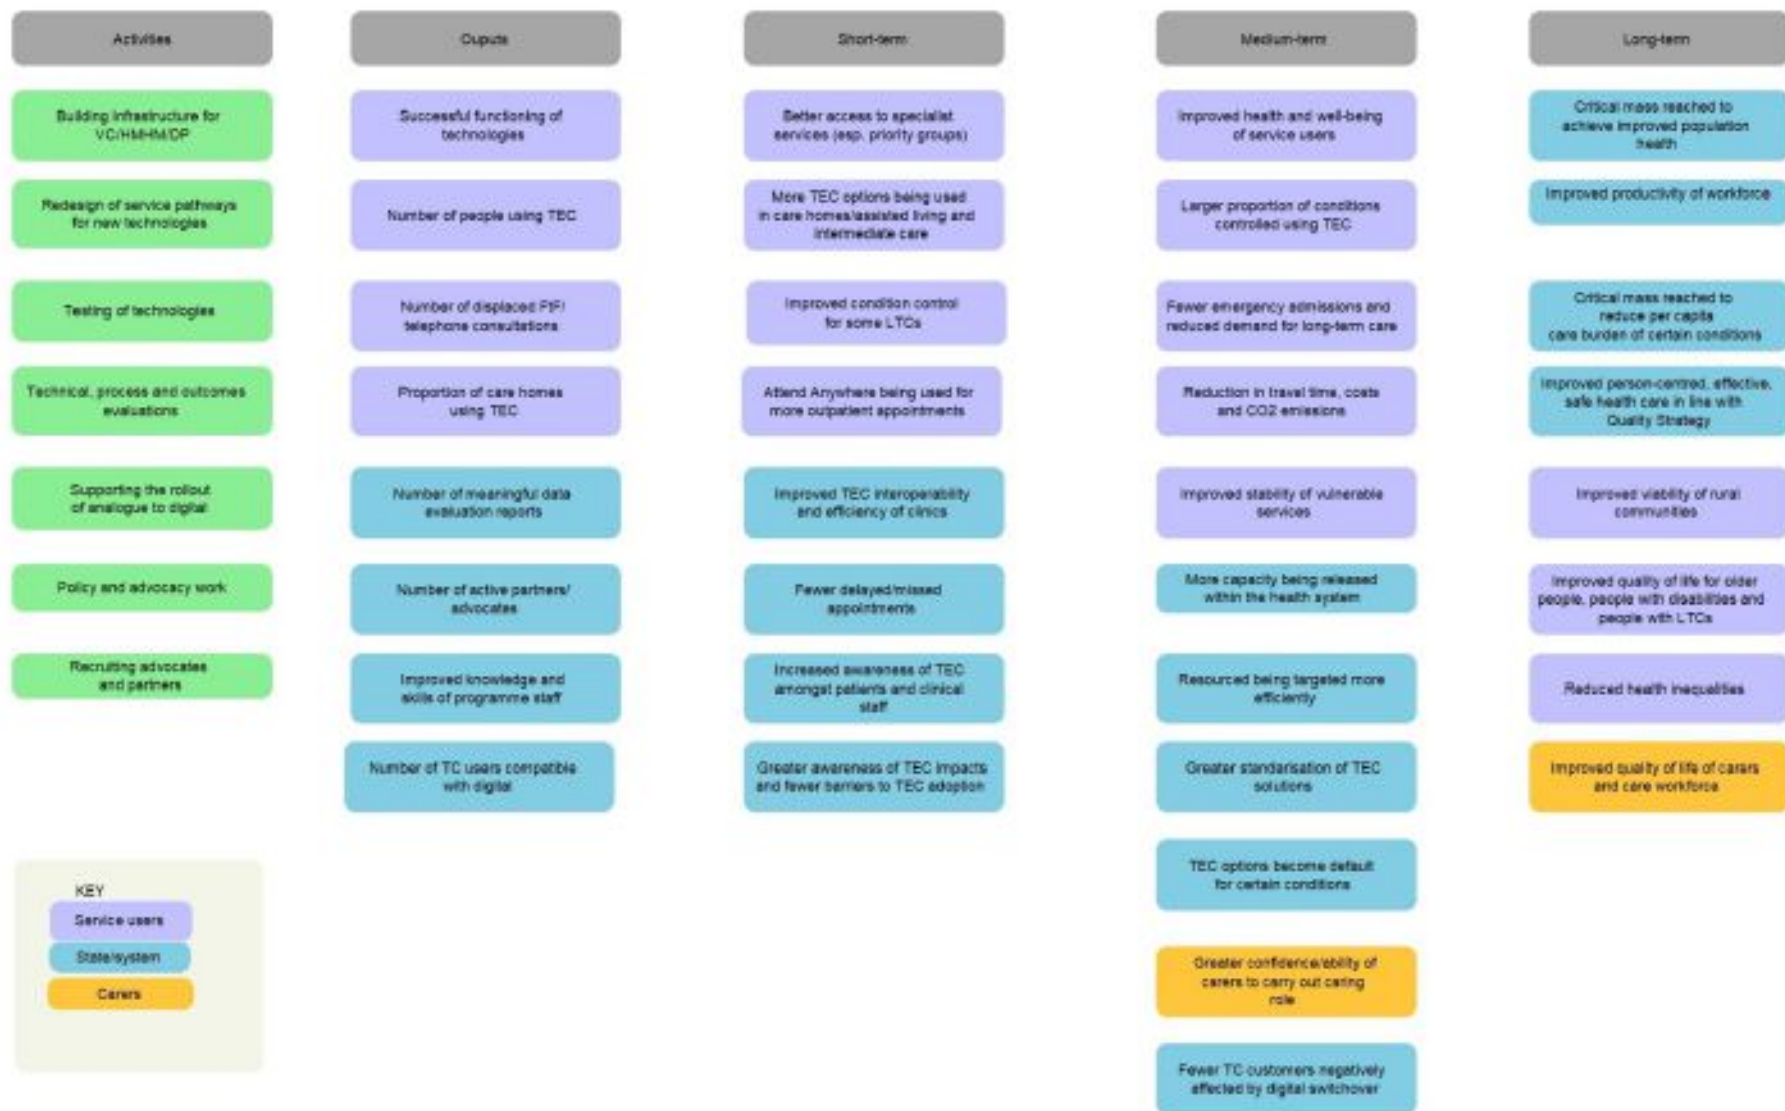 Activities
Building infrastructure for
VC/HMHM/DP
Redesign of service pathways
for new technologies
Testing of technologies
Technical, process and outcomes
evaluations
Supporting the rollout
of analogue to digital
Policy and advocacy work
Recruiting advocates
and partners
Ouputs
Successful functioning of
technologies
Number of people using TEC
Number of displaced FtF/
telephone consultations
Proportion of care homes
using TEC
Number of meaningful data
evaluation reports
Number of active partners/
advocates
Improved knowledge and
skills of programme staff
Number of TC users compatible
with digital
Short-term
Better access to specialist
services (esp. priority groups)
More TEC options being used
in care homes/assisted living and
intermediate care
Improved condition control
for some LTCs
Attend Anywhere being used for
more outpatient appointments
Improved TEC interoperability
and efficiency of clinics
Fewer delayed/missed
appointments
Increased awareness of TEC
amongst patients and clinical
staff
Greater awareness of TEC impacts
and fewer barriers to TEC adoption
Medium-term
Improved health and well-being
of service users
Larger proportion of conditions
controlled using TEC
Fewer emergency admissions and
reduced demand for long-term care
Reduction in travel time, costs
and CO2 emissions
Improved stability of vulnerable
services
More capacity being released
within the health system
Resourced being targeted more
efficiently
Greater standarisation of TEC
solutions
TEC options become default
for certain conditions
Greater confidence/ability of
carers to carry out caring
role
Fewer TC customers negatively
affected by digital switchover
Long-term
Critical mass reached to
achieve improved population
health
Improved productivity of workforce
Critical mass reached to
reduce per capita
care burden of certain conditions
Improved person-centred, effective,
safe health care in line with
Quality Strategy
Improved viability of rural
communities
Improved quality of life for older
people, people with disabilities and
people with LTCs
Reduced health inequalities
Improved quality of life of carers
and care workforce
KEY
Service users
State/system
Carers